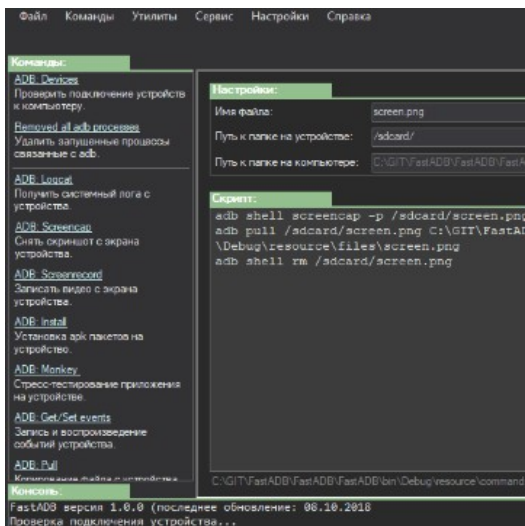 Файл Команды Утилиты Сервис Настройки Справка
Команды:
ADB: Devices
Проверить подключение устройств
к компьютеру.
Removed all adb processes
Удалить запущенные процессы
связанные с adb.
ADB: Logcat
Получить системный лога с
устройства.
ADB: Screencap
Снять скриншот с экрана
устройства.
ADB: Screenrecord
Записать видео с экрана
устройства.
ADB: Install
Установка apk пакетов на
устройство.
ADB: Monkey
Стресс-тестирование приложения
на устройстве.
ADB: Get/Set events
Запись и воспроизведение
событий устройства.
ADB: Pull
Копирование файла с устройства
Настройки:
Имя файла: screen.png
Путь к папке на устройстве: /sdcard/
Путь к папке на компьютере: C:\GIT\FastADB\FastADB\FastA
Скрипт:
adb shell screencap -p /sdcard/screen.png
adb pull /sdcard/screen.png C:\GIT\FastAD
\Debug\resource\files\screen.png
adb shell rm /sdcard/screen.png
C:\GIT\FastADB\FastADB\FastADB\bin\Debug\resource\command
Консоль:
FastADB версия 1.0.0 (последнее обновление: 08.10.2018
Проверка подключения устройства...